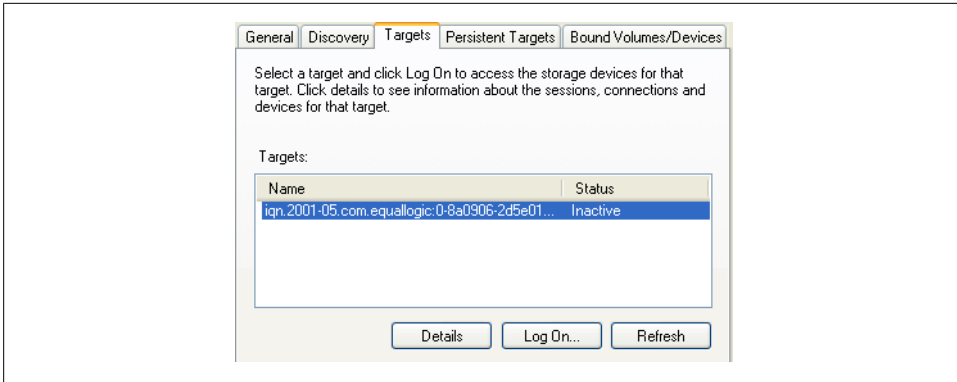 General Discovery Targets Persistent Targets Bound Volumes/Devices
Select a target and click Log On to access the storage devices for that
target. Click details to see information about the sessions, connections and
devices for that target.
Targets:
Name Status
iqn.2001-05.com.equallogic:0-8a0906-2d5e01... Inactive
Details Log On... Refresh